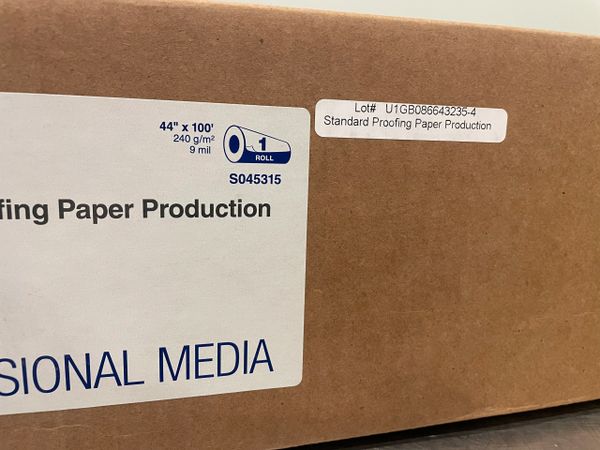 44" x 100'
240 g/m²
9 mil
1
ROLL
S045315
fing Paper Production
SIONAL MEDIA
Lot# U1GB086643235-4
Standard Proofing Paper Production